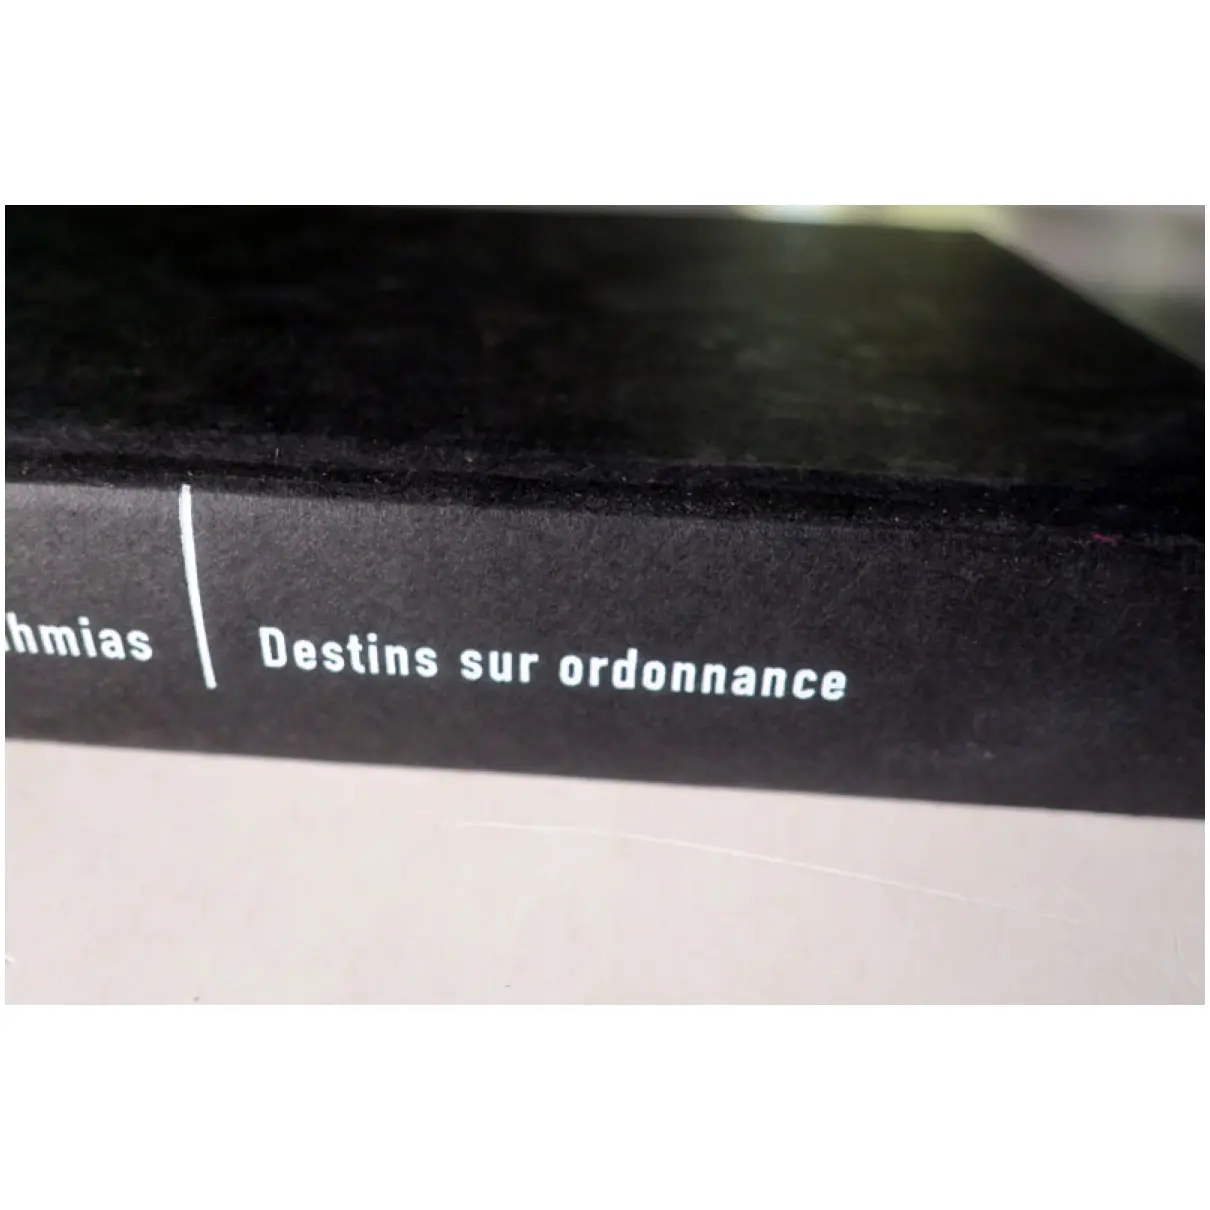 hmias | Destins sur ordonnance